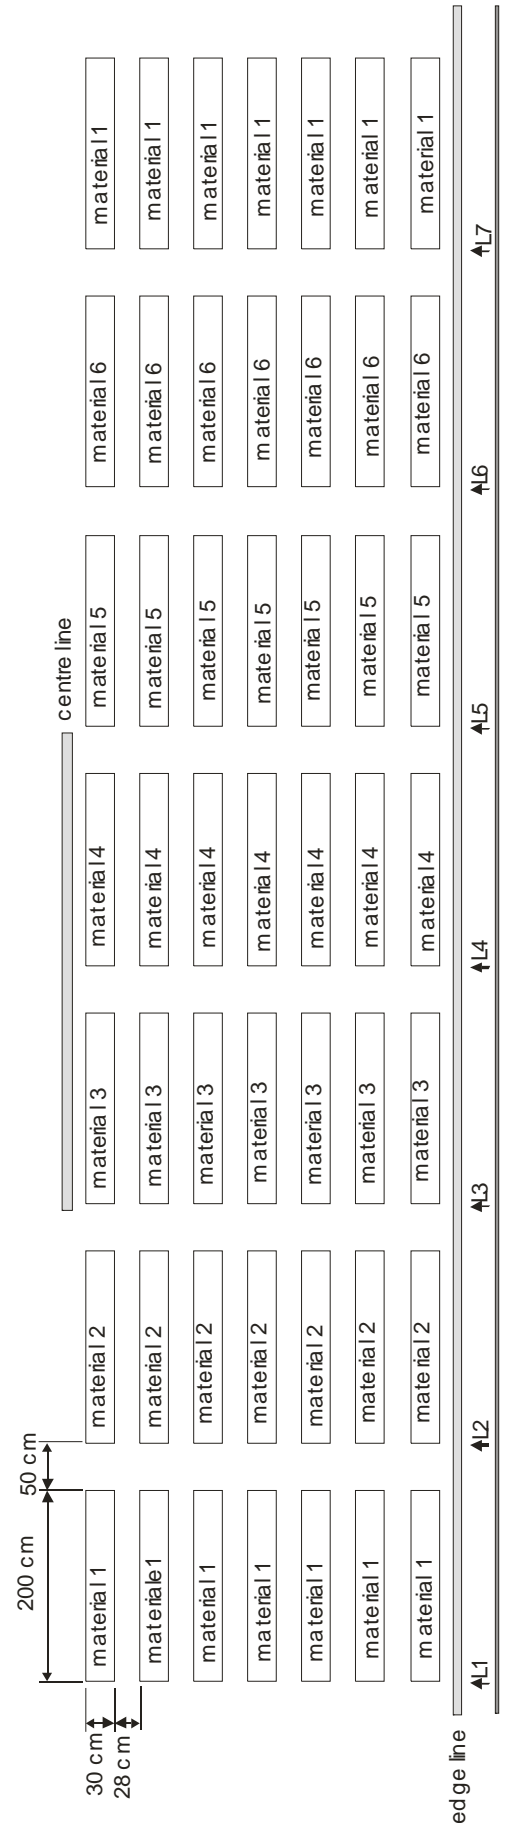 material 1 material 1 material 1 material 1 material 1 material 1 material 1
L7
material 6 material 6 material 6 material 6 material 6 material 6 material 6
L6
centre line
material 5 material 5 material 5 material 5 material 5 material 5 material 5
L5
material 4 material 4 material 4 material 4 material 4 material 4 material 4
L4
material 3 material 3 material 3 material 3 material 3 material 3 material 3
L3
material 2 material 2 material 2 material 2 material 2 material 2 material 2
L2
50 cm
200 cm
material 1 materiale1 material 1 material 1 material 1 material 1 material 1
L1
30 cm
28 cm
edge line